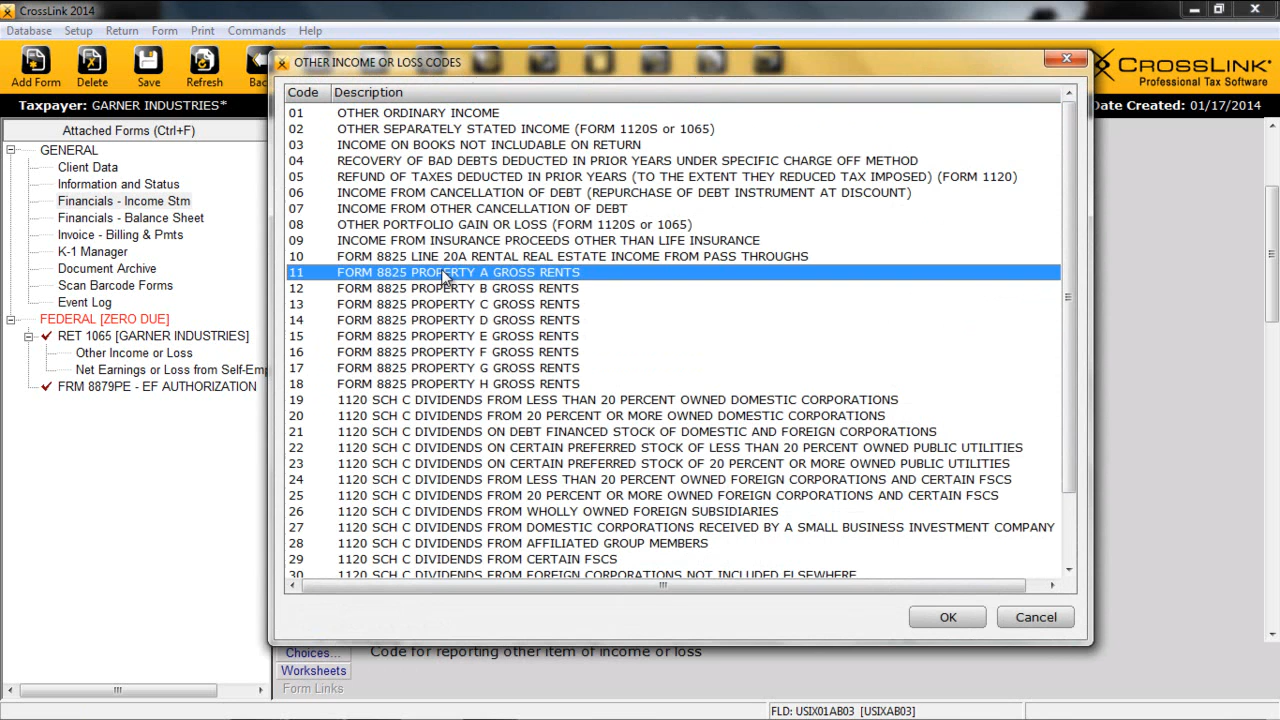 CrossLink 2014
Database Setup Return Form Print Commands Help
Add Form Delete Save Refresh
CROSSLINK
Professional Tax Software
Taxpayer: GARNER INDUSTRIES*
Date Created: 01/17/2014
Attached Forms (Ctrl+F)
GENERAL
Client Data
Information and Status
Financials - Income Stm
Financials - Balance Sheet
Invoice - Billing & Pmts
K-1 Manager
Document Archive
Scan Barcode Forms
Event Log
FEDERAL [ZERO DUE]
RET 1065 [GARNER INDUSTRIES]
Other Income or Loss
Net Earnings or Loss from Self-Emp
FRM 8879PE - EF AUTHORIZATION
OTHER INCOME OR LOSS CODES
Code Description
01 OTHER ORDINARY INCOME
02 OTHER SEPARATELY STATED INCOME (FORM 1120S or 1065)
03 INCOME ON BOOKS NOT INCLUDABLE ON RETURN
04 RECOVERY OF BAD DEBTS DEDUCTED IN PRIOR YEARS UNDER SPECIFIC CHARGE OFF METHOD
05 REFUND OF TAXES DEDUCTED IN PRIOR YEARS (TO THE EXTENT THEY REDUCED TAX IMPOSED) (FORM 1120)
06 INCOME FROM CANCELLATION OF DEBT (REPURCHASE OF DEBT INSTRUMENT AT DISCOUNT)
07 INCOME FROM OTHER CANCELLATION OF DEBT
08 OTHER PORTFOLIO GAIN OR LOSS (FORM 1120S or 1065)
09 INCOME FROM INSURANCE PROCEEDS OTHER THAN LIFE INSURANCE
10 FORM 8825 LINE 20A RENTAL REAL ESTATE INCOME FROM PASS THROUGHS
11 FORM 8825 PROPERTY A GROSS RENTS
12 FORM 8825 PROPERTY B GROSS RENTS
13 FORM 8825 PROPERTY C GROSS RENTS
14 FORM 8825 PROPERTY D GROSS RENTS
15 FORM 8825 PROPERTY E GROSS RENTS
16 FORM 8825 PROPERTY F GROSS RENTS
17 FORM 8825 PROPERTY G GROSS RENTS
18 FORM 8825 PROPERTY H GROSS RENTS
19 1120 SCH C DIVIDENDS FROM LESS THAN 20 PERCENT OWNED DOMESTIC CORPORATIONS
20 1120 SCH C DIVIDENDS FROM 20 PERCENT OR MORE OWNED DOMESTIC CORPORATIONS
21 1120 SCH C DIVIDENDS ON DEBT FINANCED STOCK OF DOMESTIC AND FOREIGN CORPORATIONS
22 1120 SCH C DIVIDENDS ON CERTAIN PREFERRED STOCK OF LESS THAN 20 PERCENT OWNED PUBLIC UTILITIES
23 1120 SCH C DIVIDENDS ON CERTAIN PREFERRED STOCK OF 20 PERCENT OR MORE OWNED PUBLIC UTILITIES
24 1120 SCH C DIVIDENDS FROM LESS THAN 20 PERCENT OWNED FOREIGN CORPORATIONS AND CERTAIN FSCS
25 1120 SCH C DIVIDENDS FROM 20 PERCENT OR MORE OWNED FOREIGN CORPORATIONS AND CERTAIN FSCS
26 1120 SCH C DIVIDENDS FROM WHOLLY OWNED FOREIGN SUBSIDIARIES
27 1120 SCH C DIVIDENDS FROM DOMESTIC CORPORATIONS RECEIVED BY A SMALL BUSINESS INVESTMENT COMPANY
28 1120 SCH C DIVIDENDS FROM AFFILIATED GROUP MEMBERS
29 1120 SCH C DIVIDENDS FROM CERTAIN FSCS
30 1120 SCH C DIVIDENDS FROM FOREIGN CORPORATIONS NOT INCLUDED ELSEWHERE
OK Cancel
Choices... Code for reporting other item of income or loss
Worksheets
Form Links
FLD: USIX01AB03 [USIXAB03]